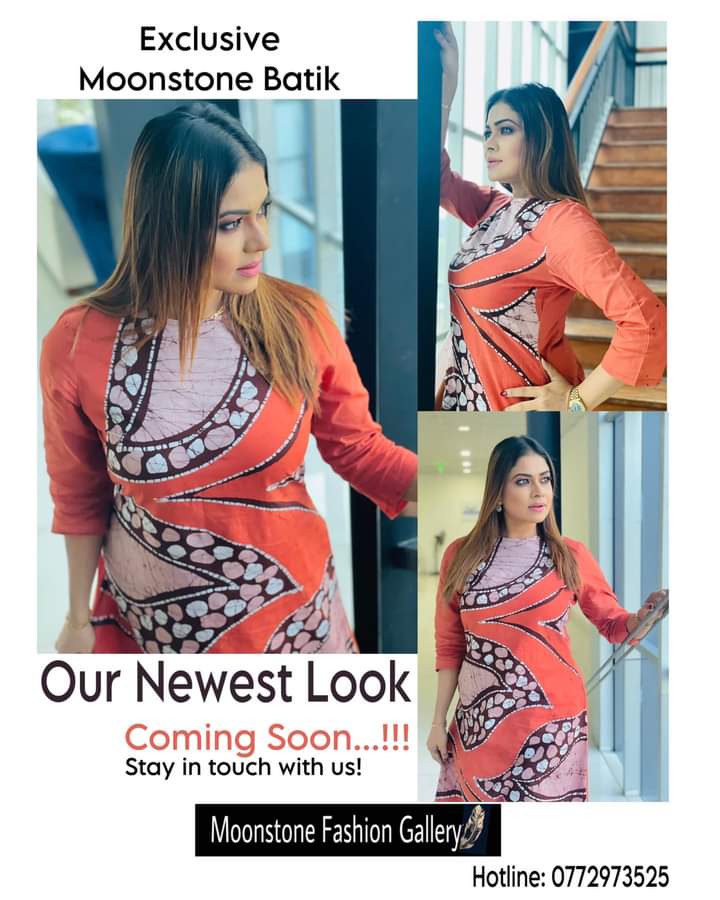 Exclusive
Moonstone Batik
Our Newest Look
Coming Soon...!!!
Stay in touch with us!
Moonstone Fashion Gallery
Hotline: 0772973525